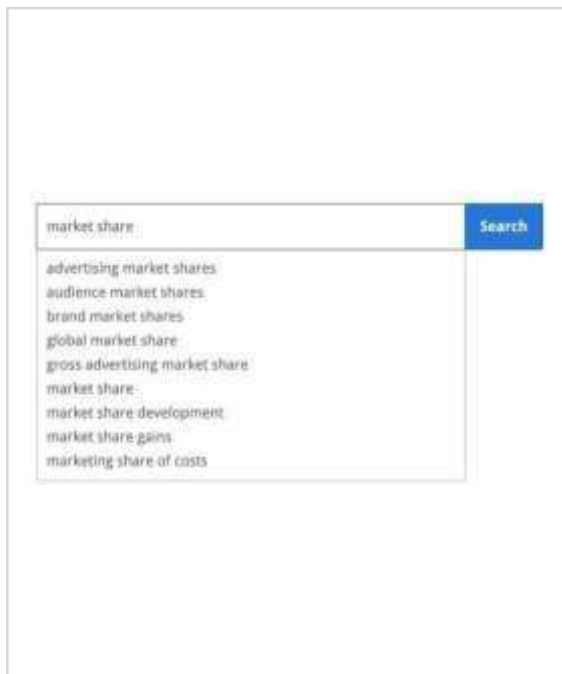 market share
Search
advertising market shares
audience market shares
brand market shares
global market share
gross advertising market share
market share
market share development
market share gains
marketing share of costs